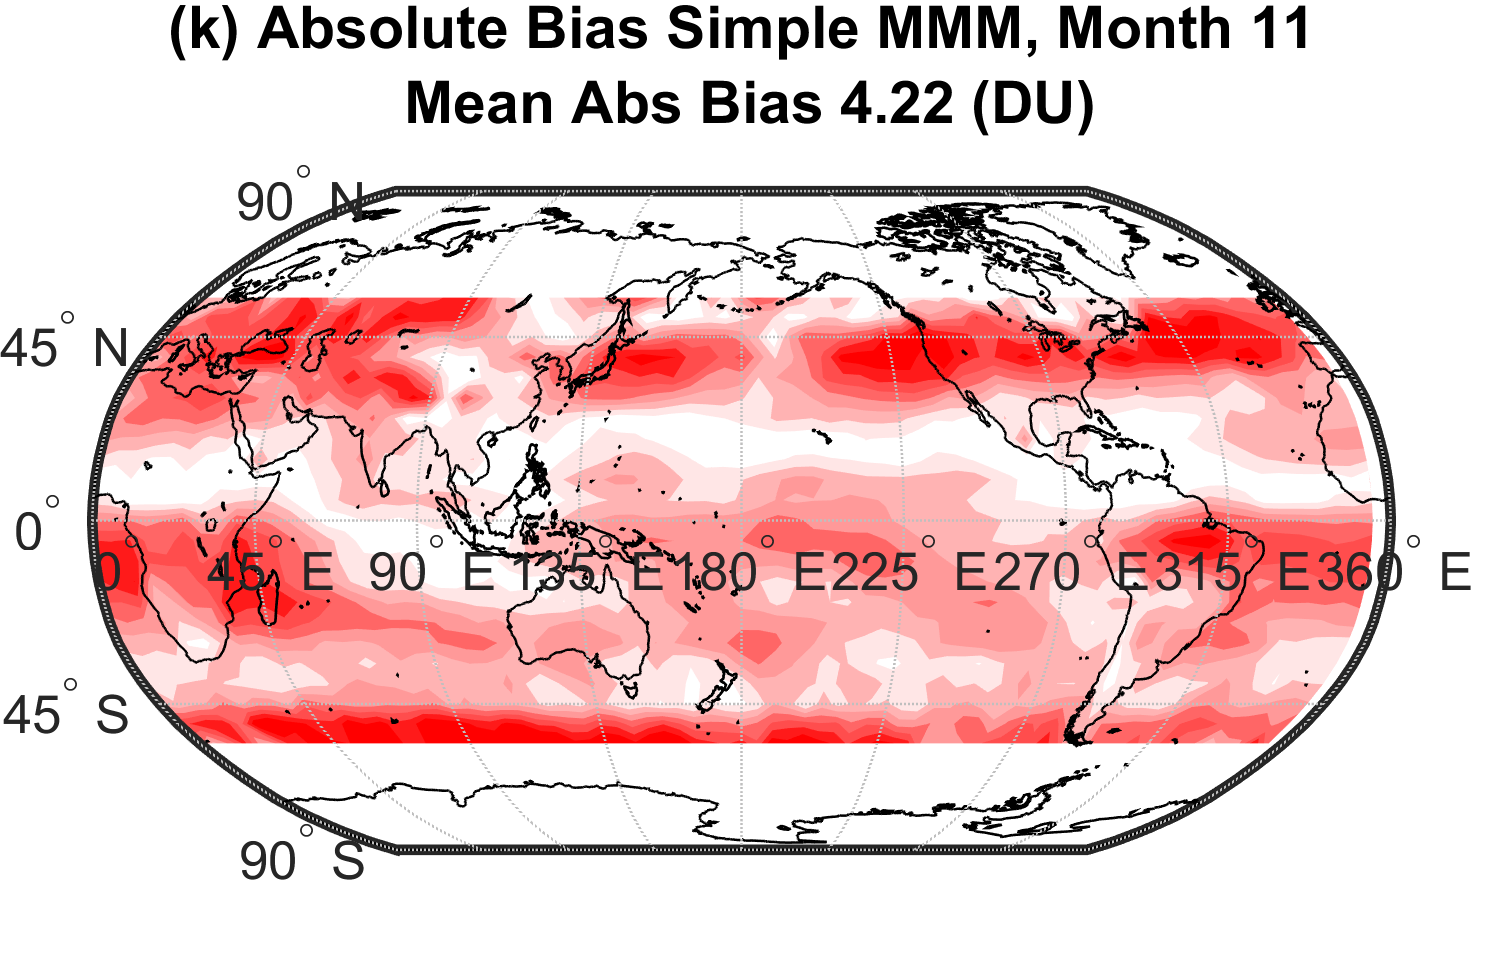 (k) Absolute Bias Simple MMM, Month 11
Mean Abs Bias 4.22 (DU)
90° N
45° N
0°
0° 45° E 90° E 135° E 180° E 225° E 270° E 315° E 360° E
45° S
90° S